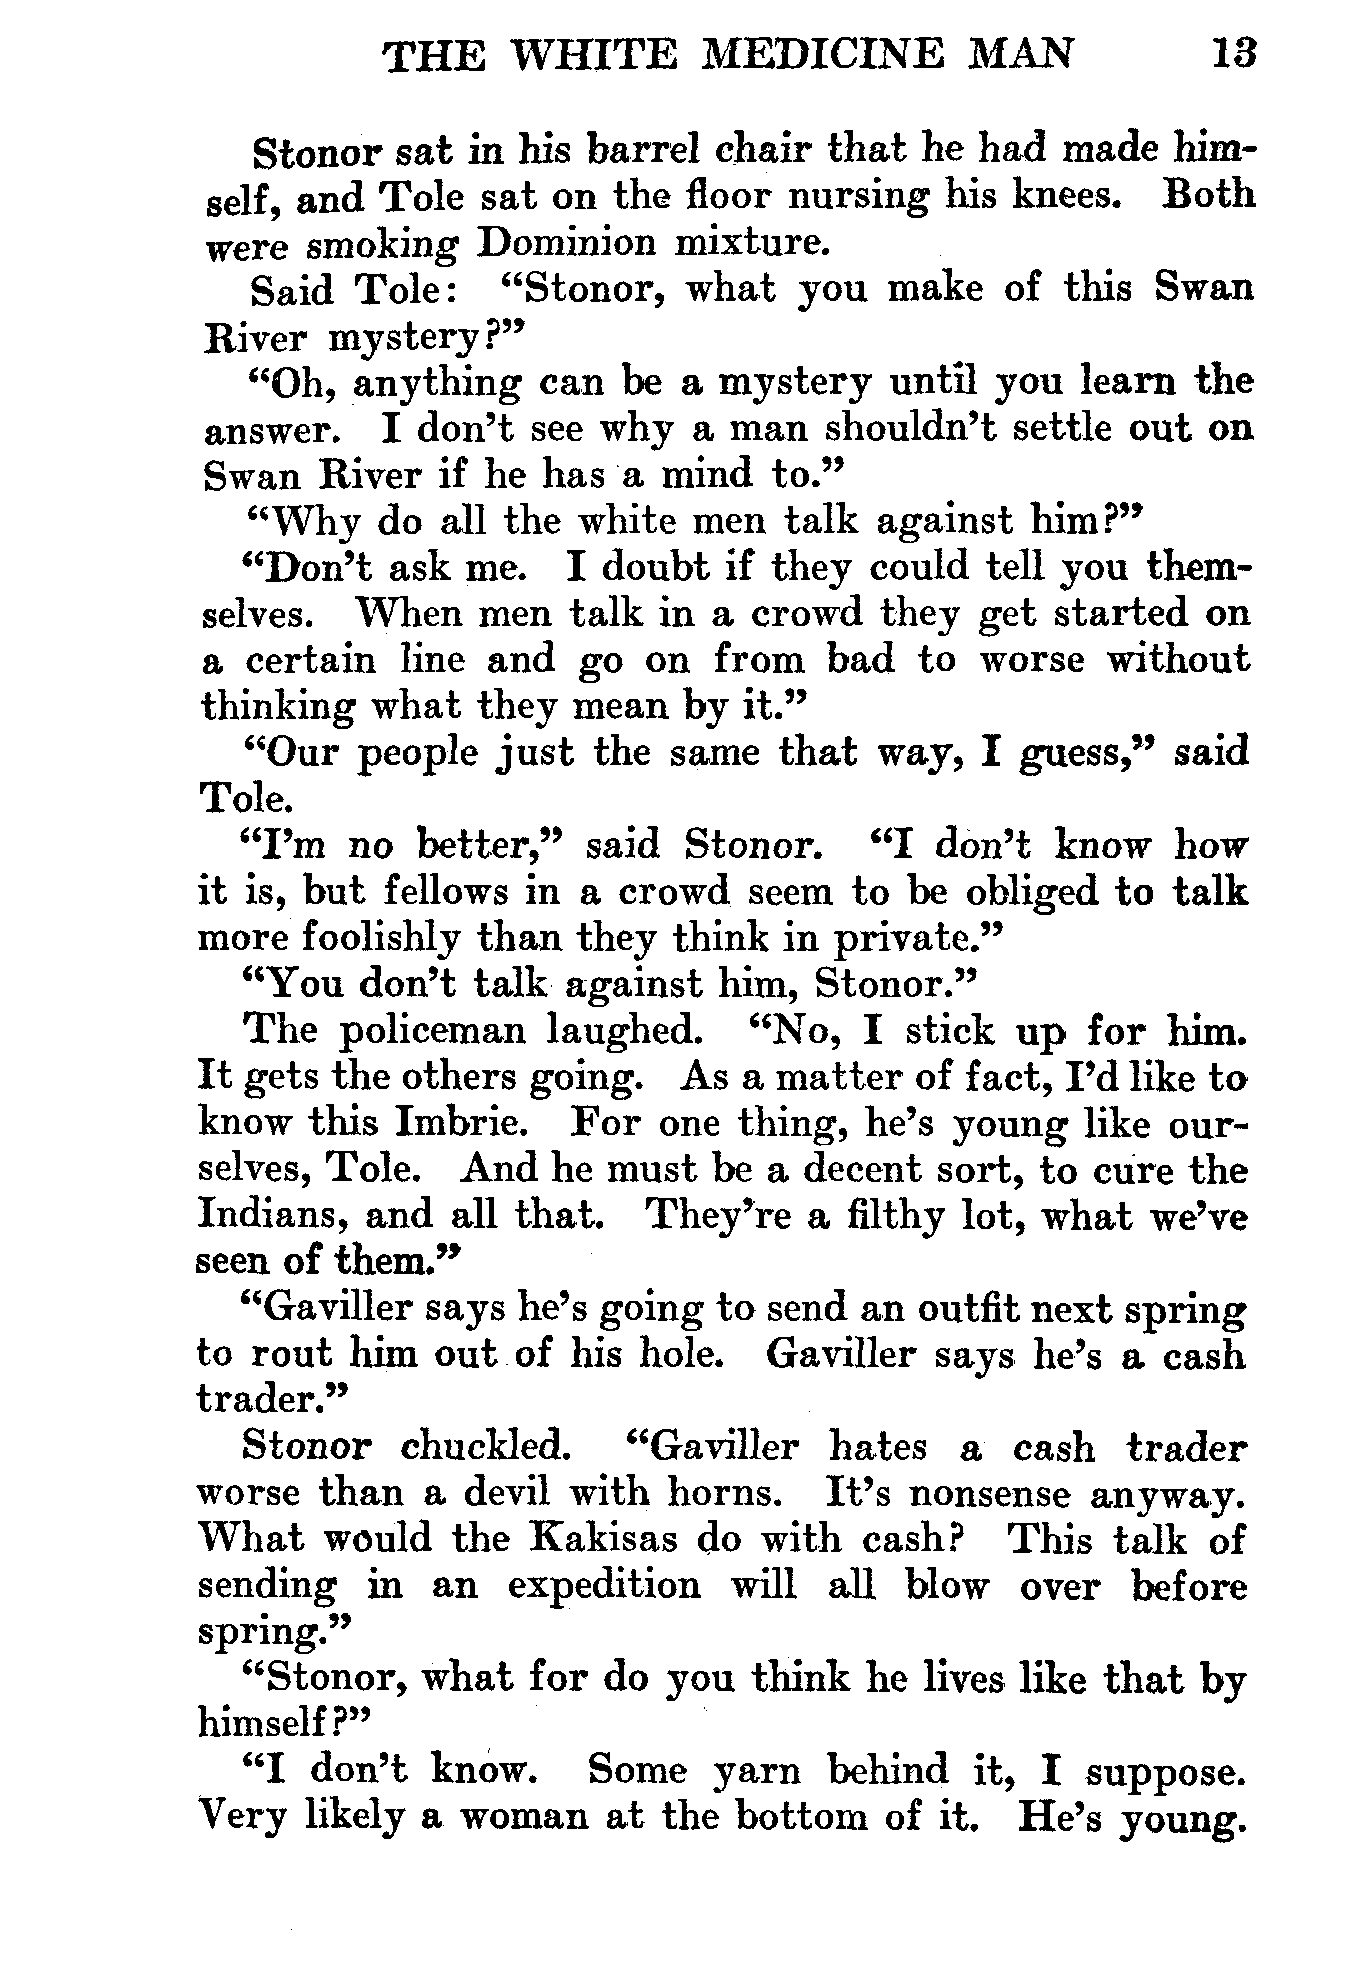 THE WHITE MEDICINE MAN 13
Stonor sat in his barrel chair that he had made him-
self, and Tole sat on the floor nursing his knees. Both
were smoking Dominion mixture.
Said Tole: “Stonor, what you make of this Swan
River mystery?”
“Oh, anything can be a mystery until you learn the
answer. I don’t see why a man shouldn’t settle out on
Swan River if he has a mind to.”
“Why do all the white men talk against him?”
“Don’t ask me. I doubt if they could tell you them-
selves. When men talk in a crowd they get started on
a certain line and go on from bad to worse without
thinking what they mean by it.”
“Our people just the same that way, I guess,” said
Tole.
“I’m no better,” said Stonor. “I don’t know how
it is, but fellows in a crowd seem to be obliged to talk
more foolishly than they think in private.”
“You don’t talk against him, Stonor.”
The policeman laughed. “No, I stick up for him.
It gets the others going. As a matter of fact, I’d like to
know this Imbrie. For one thing, he’s young like our-
selves, Tole. And he must be a decent sort, to cure the
Indians, and all that. They’re a filthy lot, what we’ve
seen of them.”
“Gaviller says he’s going to send an outfit next spring
to rout him out of his hole. Gaviller says he’s a cash
trader.”
Stonor chuckled. “Gaviller hates a cash trader
worse than a devil with horns. It’s nonsense anyway.
What would the Kakisas do with cash? This talk of
sending in an expedition will all blow over before
spring.”
“Stonor, what for do you think he lives like that by
himself?”
“I don’t know. Some yarn behind it, I suppose.
Very likely a woman at the bottom of it. He’s young.